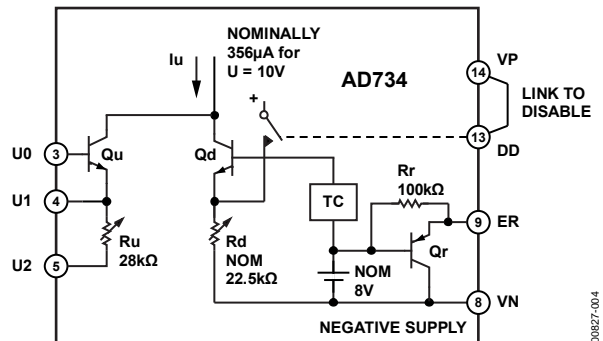 NOMINALLY
356µA for
U = 10V
Iu
AD734
VP
14
LINK TO
DISABLE
+
13
DD
U0
3
Qu
Qd
Rr
100kΩ
U1
4
TC
9
ER
Ru
28kΩ
Rd
NOM
22.5kΩ
Qr
NOM
8V
U2
5
8
VN
NEGATIVE SUPPLY
00827-004